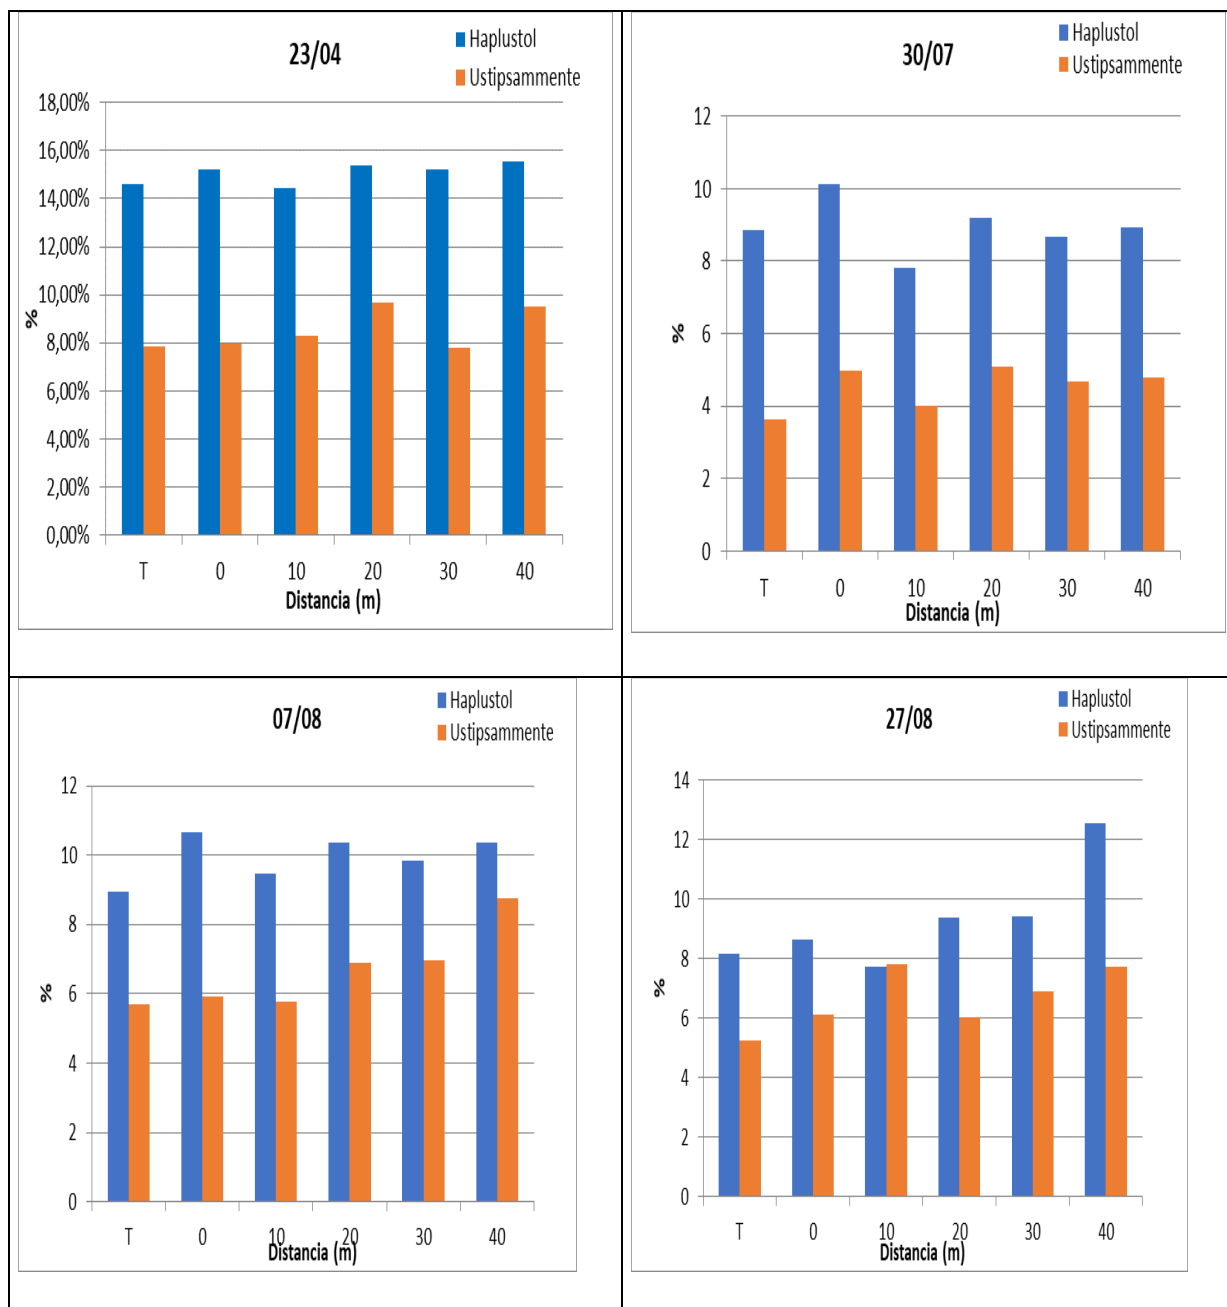 23/04
Haplustol
Ustipsammente
18,00%
16,00%
14,00%
12,00%
10,00%
8,00%
6,00%
4,00%
2,00%
0,00%
%
T 0 10 20 30 40
Distancia (m)
30/07
Haplustol
Ustipsammente
12
10
8
6
4
2
0
%
T 0 10 20 30 40
Distancia (m)
07/08
Haplustol
Ustipsammente
12
10
8
6
4
2
0
%
T 0 10 20 30 40
Distancia (m)
27/08
Haplustol
Ustipsammente
14
12
10
8
6
4
2
0
%
T 0 10 20 30 40
Distancia (m)